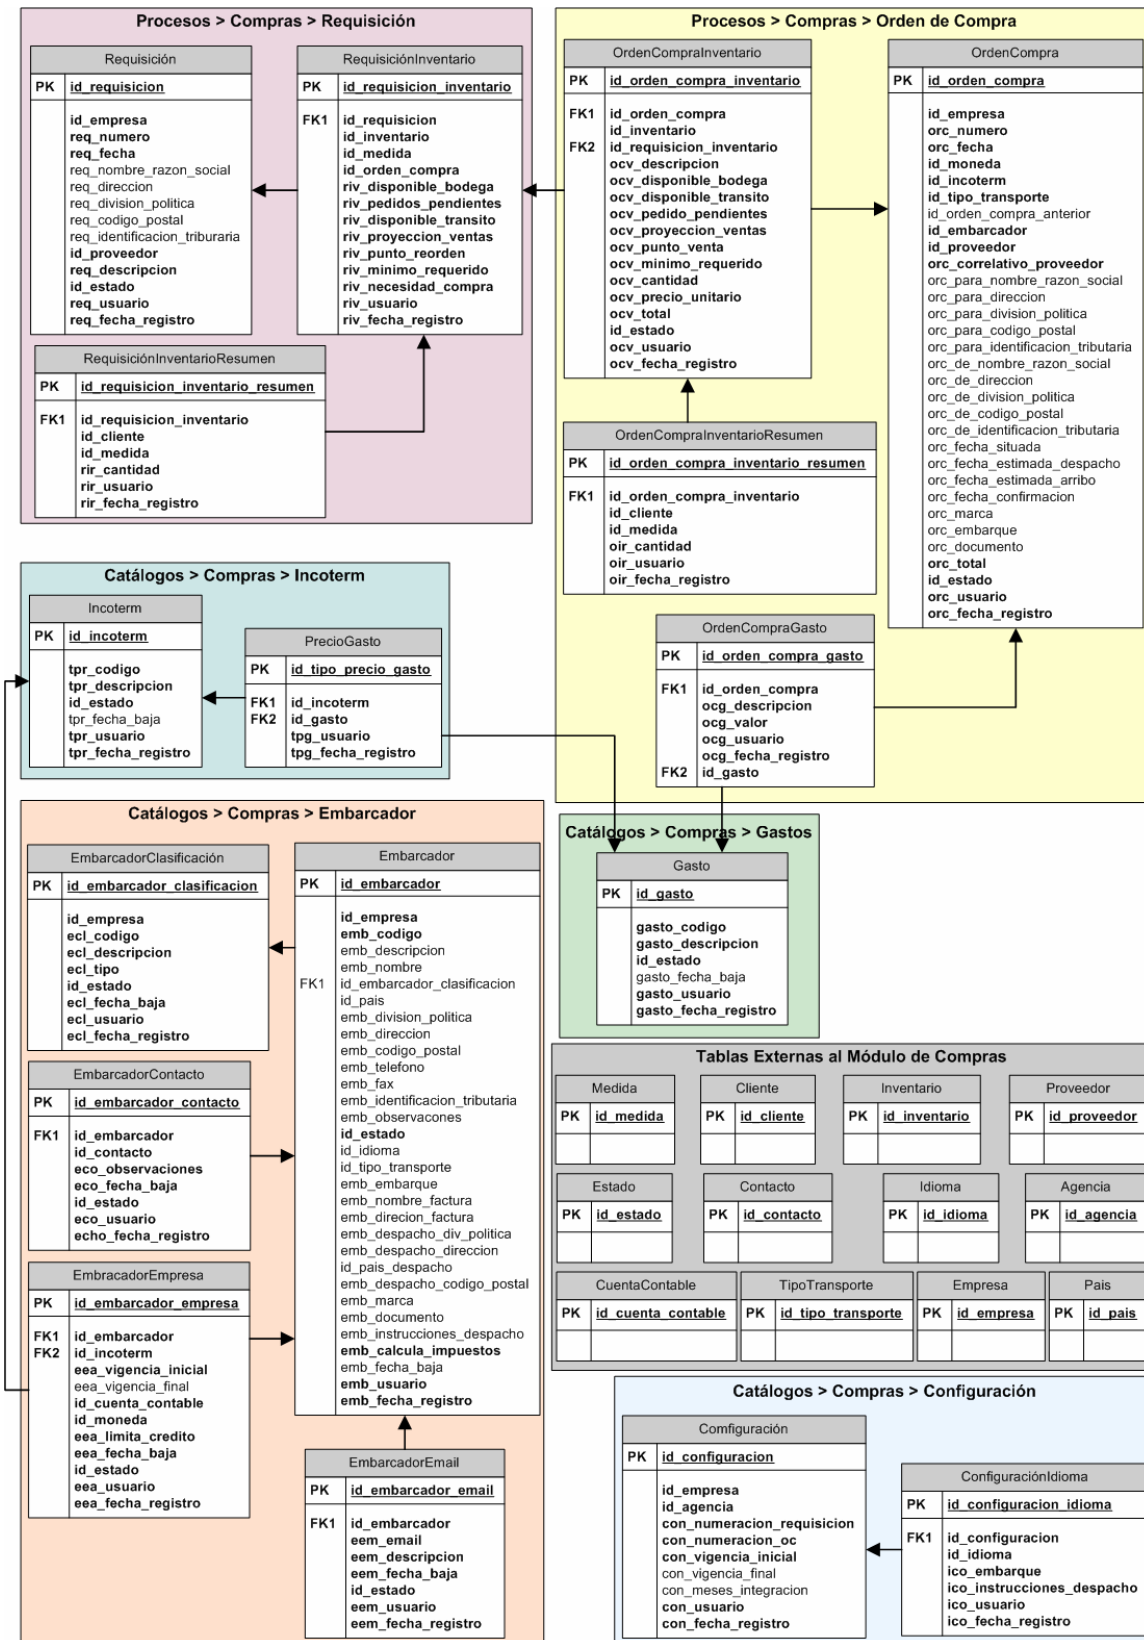 Procesos > Compras > Requisición
Requisición
PK id_requisicion
id_empresa
req_numero
req_fecha
req_nombre_razon_social
req_direccion
req_division_politica
req_codigo_postal
req_identificacion_triburaria
id_proveedor
req_descripcion
id_estado
req_usuario
req_fecha_registro
RequisiciónInventario
PK id_requisicion_inventario
FK1 id_requisicion
id_inventario
id_medida
id_orden_compra
riv_disponible_bodega
riv_pedidos_pendientes
riv_disponible_transito
riv_proyeccion_ventas
riv_punto_reorden
riv_minimo_requerido
riv_necesidad_compra
riv_usuario
riv_fecha_registro
RequisiciónInventarioResumen
PK id_requisicion_inventario_resumen
FK1 id_requisicion_inventario
id_cliente
id_medida
rir_cantidad
rir_usuario
rir_fecha_registro
Procesos > Compras > Orden de Compra
OrdenCompraInventario
PK id_orden_compra_inventario
FK1 id_orden_compra
id_inventario
FK2 id_requisicion_inventario
ocv_descripcion
ocv_disponible_bodega
ocv_disponible_transito
ocv_pedido_pendientes
ocv_proyeccion_ventas
ocv_punto_venta
ocv_minimo_requerido
ocv_cantidad
ocv_precio_unitario
ocv_total
id_estado
ocv_usuario
ocv_fecha_registro
OrdenCompra
PK id_orden_compra
id_empresa
orc_numero
orc_fecha
id_moneda
id_incoterm
id_tipo_transporte
id_orden_compra_anterior
id_embarcador
id_proveedor
orc_correlativo_proveedor
orc_para_nombre_razon_social
orc_para_direccion
orc_para_division_politica
orc_para_codigo_postal
orc_para_identificacion_tributaria
orc_de_nombre_razon_social
orc_de_direccion
orc_de_division_politica
orc_de_codigo_postal
orc_de_identificacion_tributaria
orc_fecha_situada
orc_fecha_estimada_despacho
orc_fecha_estimada_arribo
orc_fecha_confirmacion
orc_marca
orc_embarque
orc_documento
orc_total
id_estado
orc_usuario
orc_fecha_registro
OrdenCompraInventarioResumen
PK id_orden_compra_inventario_resumen
FK1 id_orden_compra_inventario
id_cliente
id_medida
oir_cantidad
oir_usuario
oir_fecha_registro
OrdenCompraGasto
PK id_orden_compra_gasto
FK1 id_orden_compra
ocg_descripcion
ocg_valor
ocg_usuario
ocg_fecha_registro
FK2 id_gasto
Catálogos > Compras > Incoterm
Incoterm
PK id_incoterm
tpr_codigo
tpr_descripcion
id_estado
tpr_fecha_baja
tpr_usuario
tpr_fecha_registro
PrecioGasto
PK id_tipo_precio_gasto
FK1 id_incoterm
FK2 id_gasto
tpg_usuario
tpg_fecha_registro
Catálogos > Compras > Embarcador
EmbarcadorClasificación
PK id_embarcador_clasificacion
id_empresa
ecl_codigo
ecl_descripcion
ecl_tipo
id_estado
ecl_fecha_baja
ecl_usuario
ecl_fecha_registro
Embarcador
PK id_embarcador
id_empresa
emb_codigo
emb_descripcion
emb_nombre
FK1 id_embarcador_clasificacion
id_pais
emb_division_politica
emb_direccion
emb_codigo_postal
emb_telefono
emb_fax
emb_identificacion_tributaria
emb_observacones
id_estado
id_idioma
id_tipo_transporte
emb_embarque
emb_nombre_factura
emb_direcion_factura
emb_despacho_div_politica
emb_despacho_direccion
id_pais_despacho
emb_despacho_codigo_postal
emb_marca
emb_documento
emb_instrucciones_despacho
emb_calcula_impuestos
emb_fecha_baja
emb_usuario
emb_fecha_registro
EmbarcadorContacto
PK id_embarcador_contacto
FK1 id_embarcador
id_contacto
eco_observaciones
eco_fecha_baja
id_estado
eco_usuario
echo_fecha_registro
EmbracadorEmpresa
PK id_embarcador_empresa
FK1 id_embarcador
FK2 id_incoterm
eea_vigencia_inicial
eea_vigencia_final
id_cuenta_contable
id_moneda
eea_limita_credito
eea_fecha_baja
id_estado
eea_usuario
eea_fecha_registro
EmbarcadorEmail
PK id_embarcador_email
FK1 id_embarcador
eem_email
eem_descripcion
eem_fecha_baja
id_estado
eem_usuario
eem_fecha_registro
Catálogos > Compras > Gastos
Gasto
PK id_gasto
gasto_codigo
gasto_descripcion
id_estado
gasto_fecha_baja
gasto_usuario
gasto_fecha_registro
Tablas Externas al Módulo de Compras
Medida
PK id_medida
Cliente
PK id_cliente
Inventario
PK id_inventario
Proveedor
PK id_proveedor
Estado
PK id_estado
Contacto
PK id_contacto
Idioma
PK id_idioma
Agencia
PK id_agencia
CuentaContable
PK id_cuenta_contable
TipoTransporte
PK id_tipo_transporte
Empresa
PK id_empresa
Pais
PK id_pais
Catálogos > Compras > Configuración
Comfiguración
PK id_configuracion
id_empresa
id_agencia
con_numeracion_requisicion
con_numeracion_oc
con_vigencia_inicial
con_vigencia_final
con_meses_integracion
con_usuario
con_fecha_registro
ConfiguraciónIdioma
PK id_configuracion_idioma
FK1 id_configuracion
id_idioma
ico_embarque
ico_instrucciones_despacho
ico_usuario
ico_fecha_registro